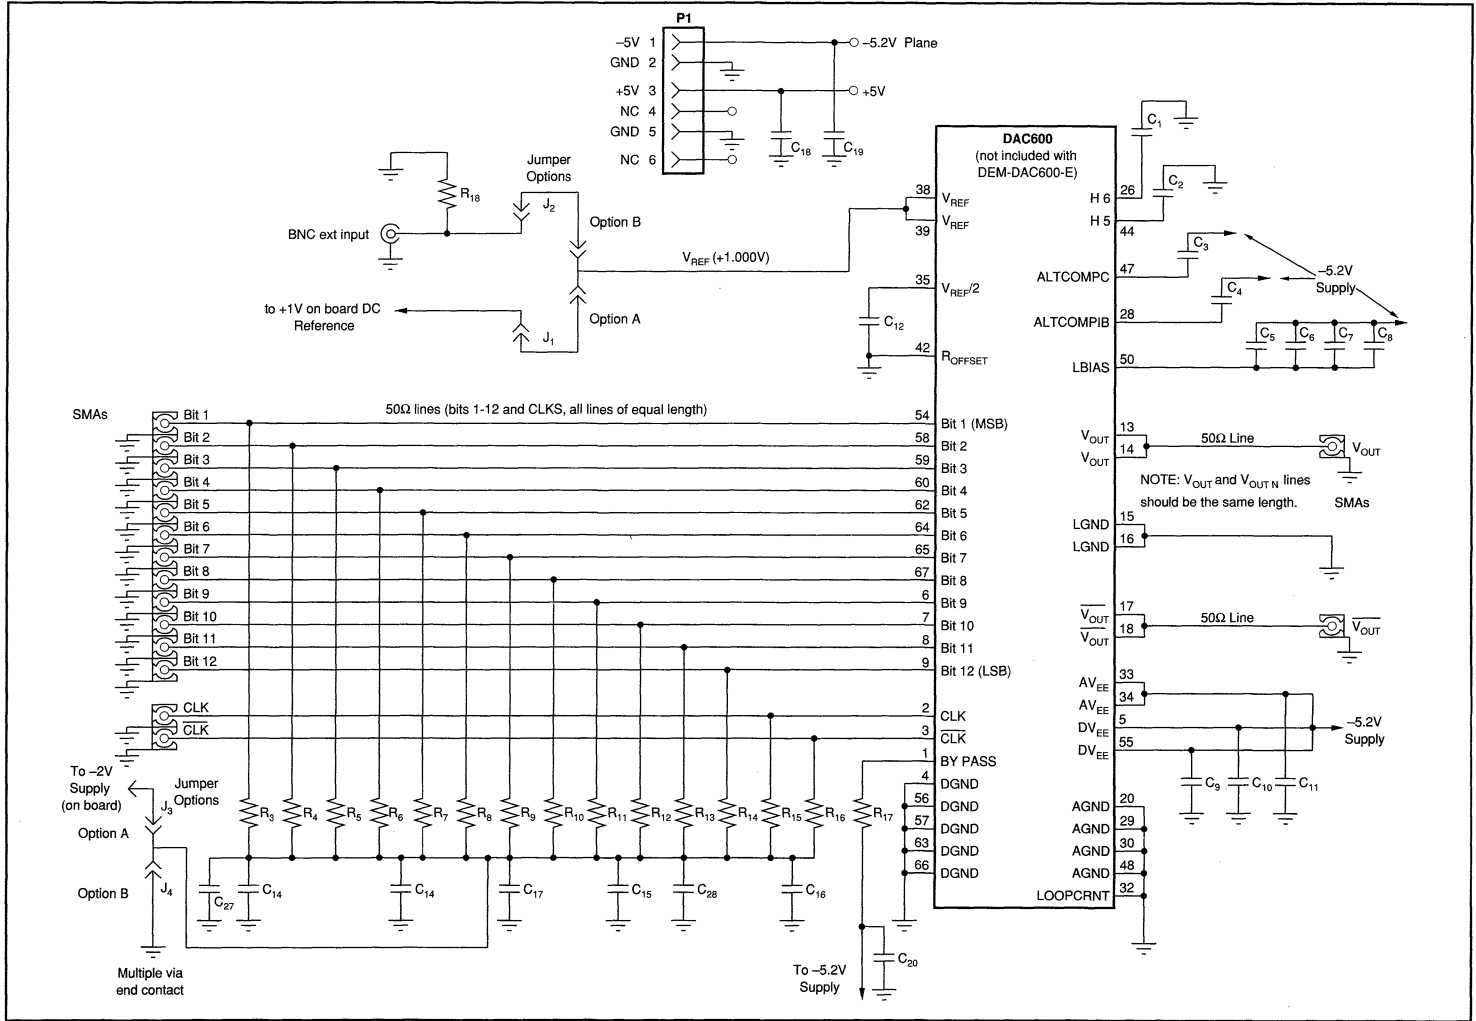 P1
–5V 1
–5.2V Plane
GND 2
+5V 3
+5V
NC 4
GND 5
NC 6
C18
C19
DAC600
(not included with
DEM-DAC600-E)
C1
C2
R18
Jumper
Options
J2
BNC ext input
Option B
VREF (+1.000V)
to +1V on board DC
Reference
J1
Option A
38
VREF
VREF
39
35
VREF/2
C12
42
ROFFSET
26
H 6
H 5
44
C3
ALTCOMPC
47
C4
–5.2V
Supply
ALTCOMPIB
28
C5
C6
C7
C8
LBIAS
50
SMAs
50Ω lines (bits 1-12 and CLKS, all lines of equal length)
Bit 1
54
Bit 1 (MSB)
Bit 2
58
Bit 2
Bit 3
59
Bit 3
Bit 4
60
Bit 4
Bit 5
62
Bit 5
Bit 6
64
Bit 6
Bit 7
65
Bit 7
Bit 8
67
Bit 8
Bit 9
6
Bit 9
Bit 10
7
Bit 10
Bit 11
8
Bit 11
Bit 12
9
Bit 12 (LSB)
VOUT
13
VOUT
14
50Ω Line
VOUT
NOTE: VOUT and VOUT N lines
should be the same length.
SMAs
LGND
15
LGND
16
VOUT
17
VOUT
18
50Ω Line
VOUT
AVEE
33
AVEE
34
DVEE
5
DVEE
55
–5.2V
Supply
C9
C10
C11
CLK
2
CLK
CLK
3
CLK
1
BY PASS
4
DGND
56
DGND
57
DGND
63
DGND
66
DGND
AGND
20
AGND
29
AGND
30
AGND
48
LOOPCRNT
32
To –2V
Supply
(on board)
Jumper
Options
J3
Option A
Option B
J4
Multiple via
end contact
R3
R4
R5
R6
R7
R8
R9
R10
R11
R12
R13
R14
R15
R16
R17
C27
C14
C14
C17
C15
C28
C16
C20
To –5.2V
Supply